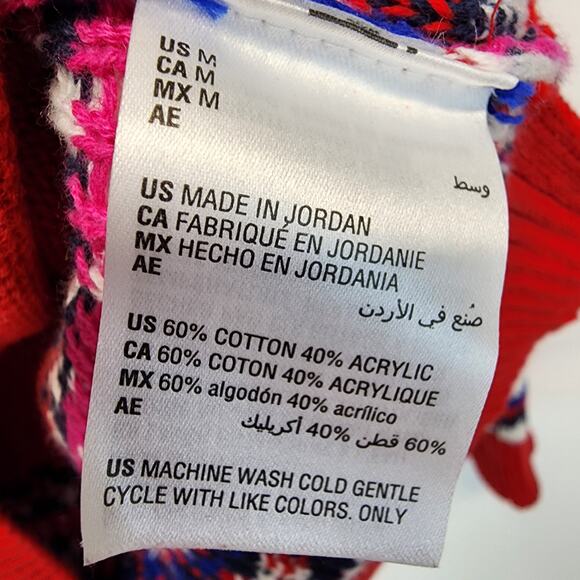 US M
CA M
MX M
AE
وسط
US MADE IN JORDAN
CA FABRIQUÉ EN JORDANIE
MX HECHO EN JORDANIA
AE
صُنع في الأردن
US 60% COTTON 40% ACRYLIC
CA 60% COTON 40% ACRYLIQUE
MX 60% algodón 40% acrílico
AE
60% قطن 40% أكريليك
US MACHINE WASH COLD GENTLE
CYCLE WITH LIKE COLORS. ONLY